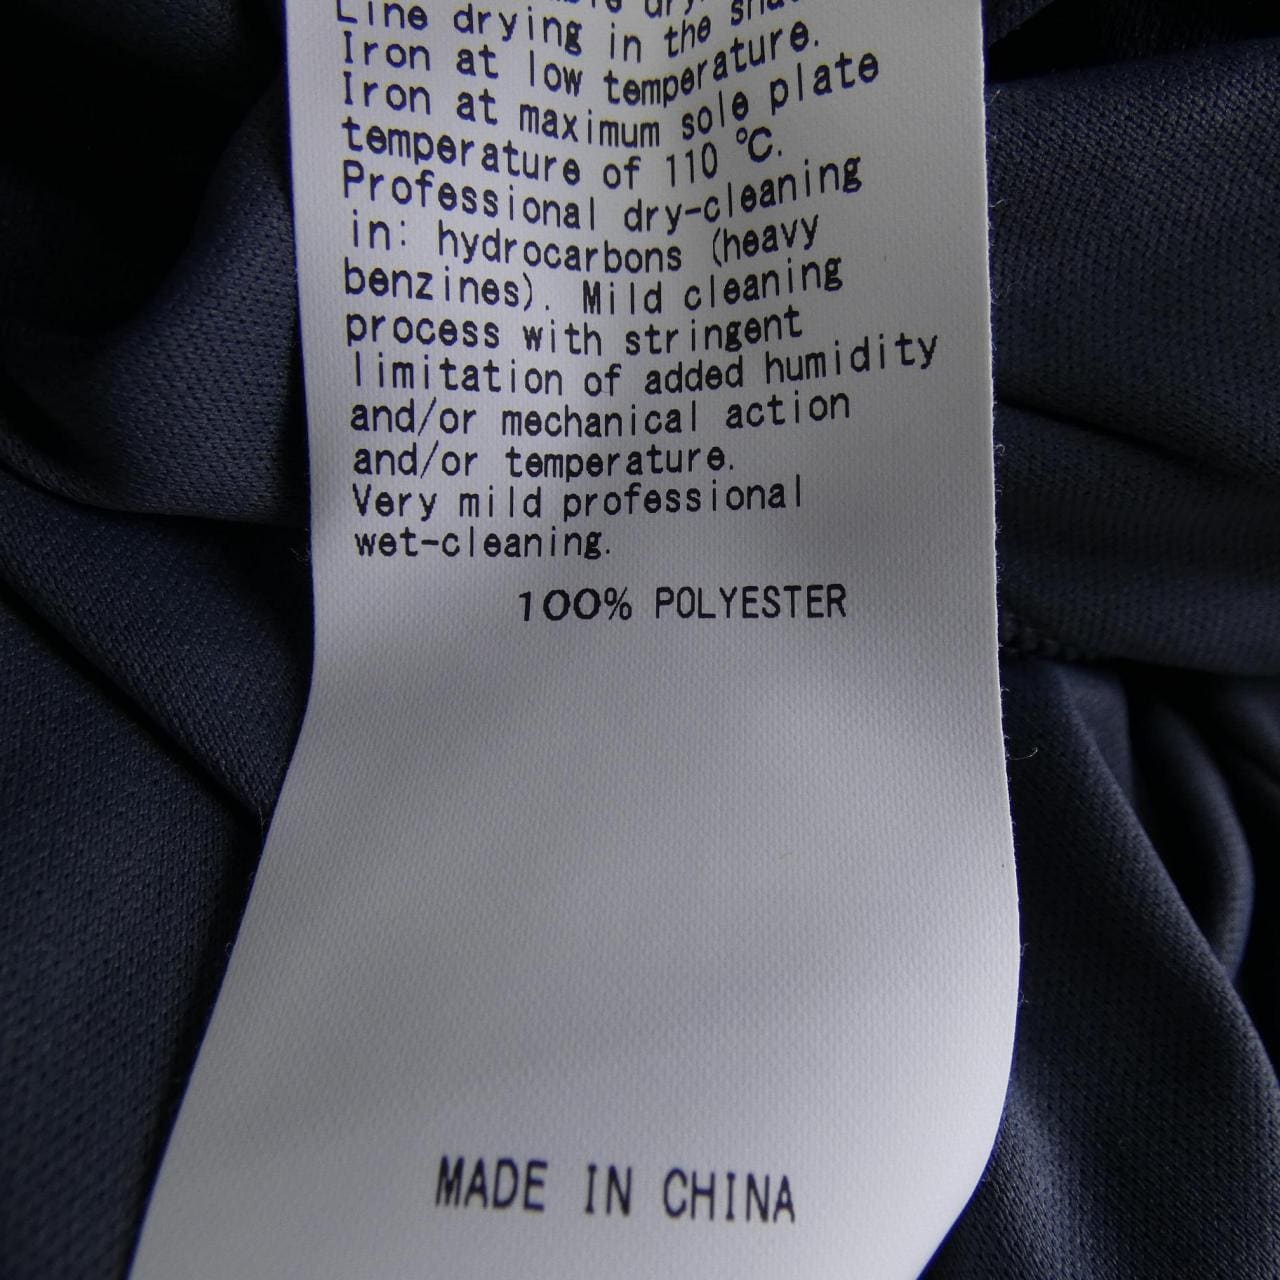 Line drying in the
Iron at low temperature.
Iron at maximum sole plate
temperature of 110 °C.
Professional dry-cleaning
in: hydrocarbons (heavy
benzines). Mild cleaning
process with stringent
limitation of added humidity
and/or mechanical action
and/or temperature.
Very mild professional
wet-cleaning.
100% POLYESTER
MADE IN CHINA